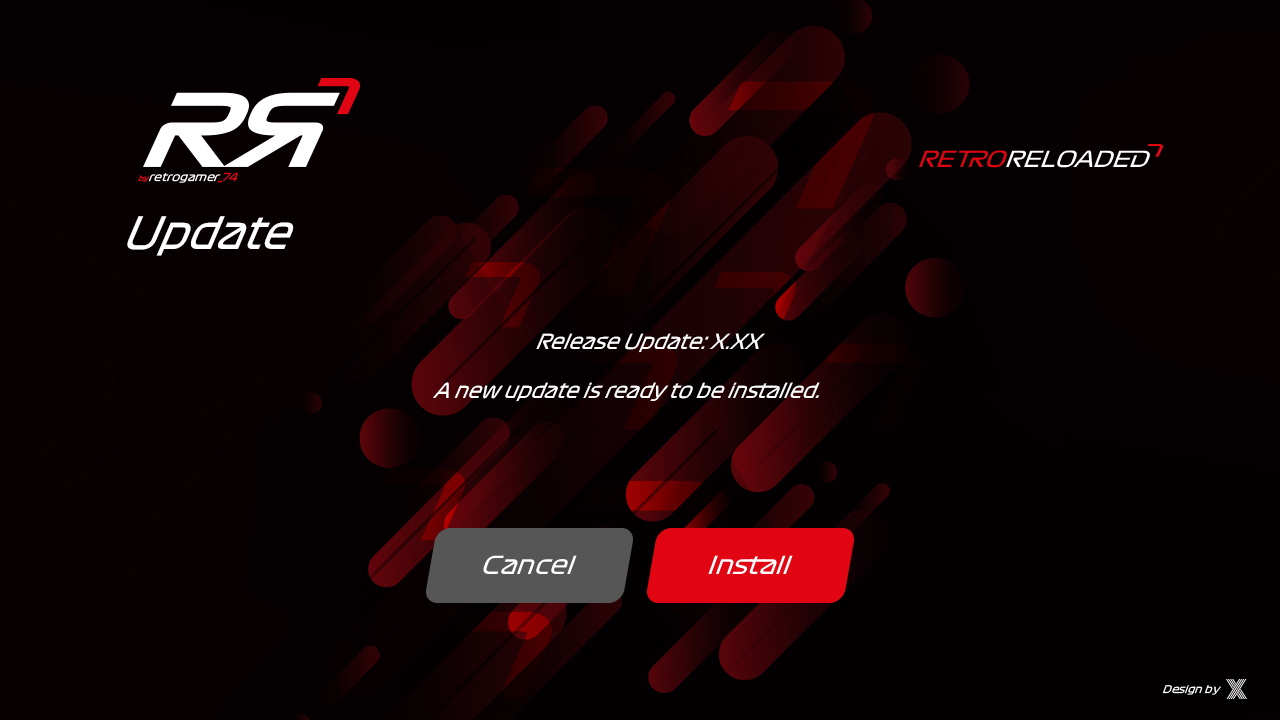 RR
by retrogamer_74
RETRORELOADED
Update
Release Update: X.XX
A new update is ready to be installed.
Cancel
Install
Design by X